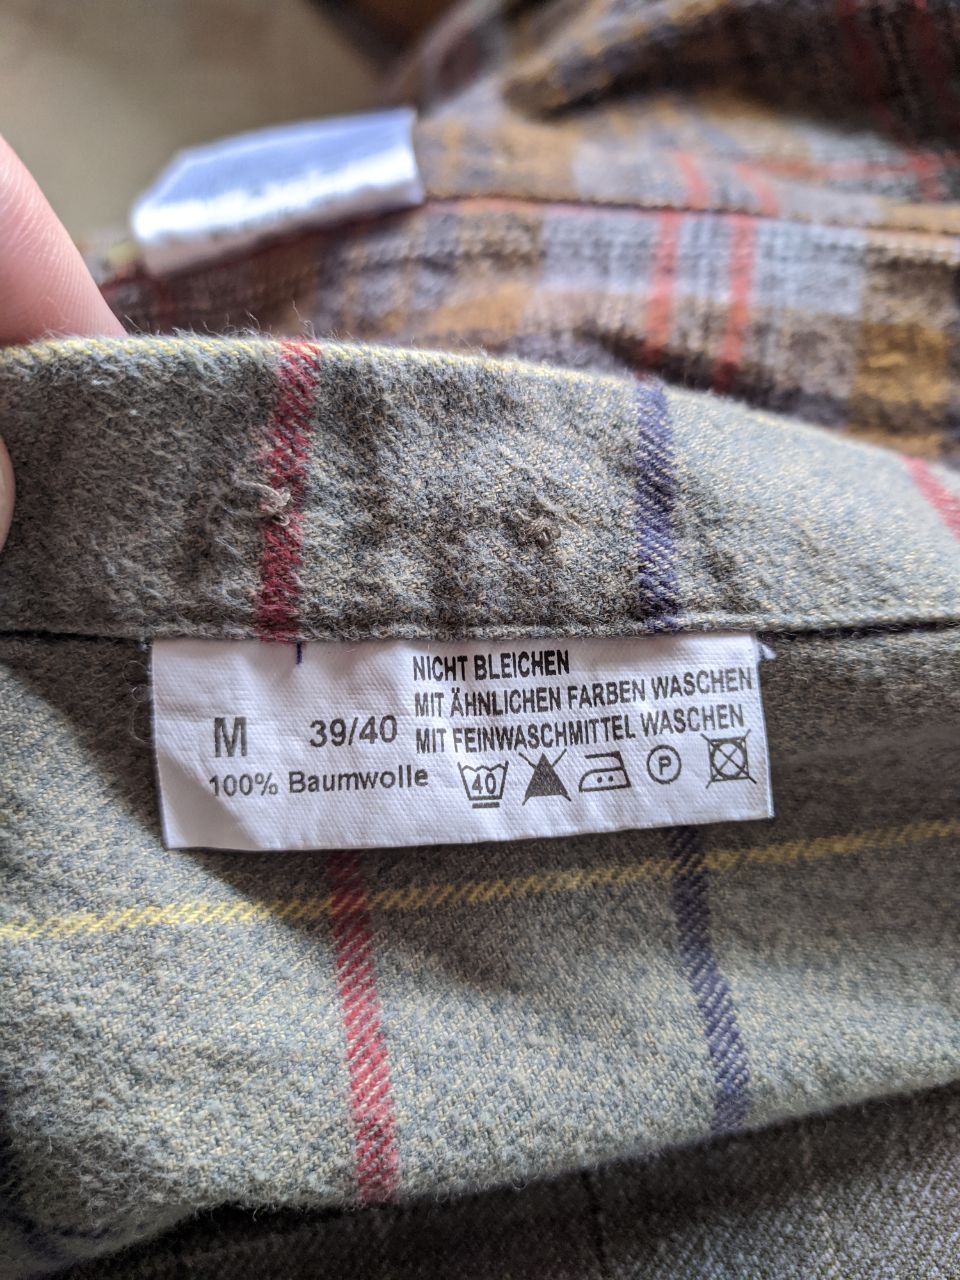 NICHT BLEICHEN
MIT ÄHNLICHEN FARBEN WASCHEN
MIT FEINWASCHMITTEL WASCHEN
M 39/40
100% Baumwolle
40 P